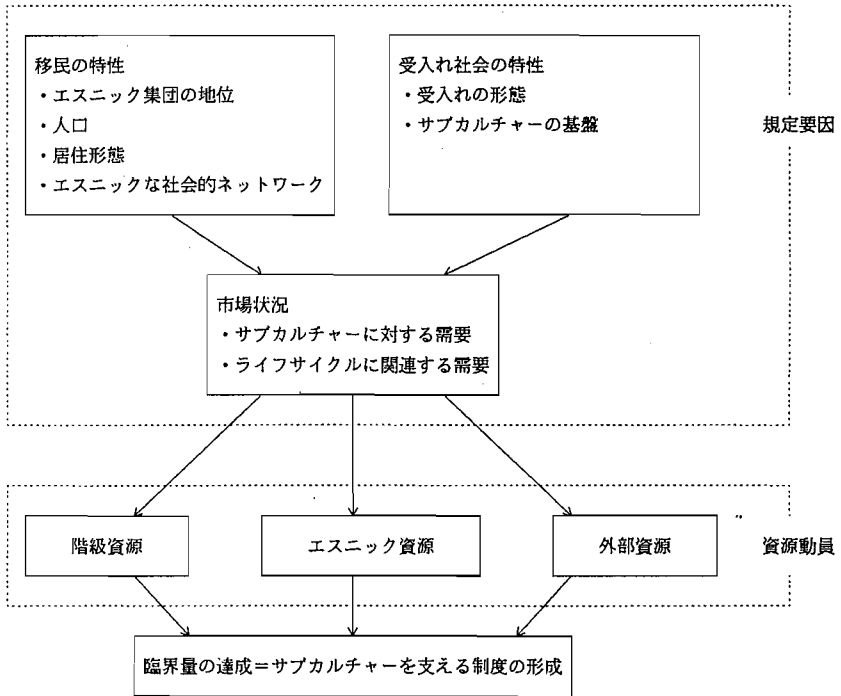 移民の特性
・エスニック集団の地位
・人口
・居住形態
・エスニックな社会的ネットワーク
受入れ社会の特性
・受入れの形態
・サブカルチャーの基盤
規定要因
市場状況
・サブカルチャーに対する需要
・ライフサイクルに関連する需要
階級資源
エスニック資源
外部資源
資源動員
臨界量の達成＝サブカルチャーを支える制度の形成